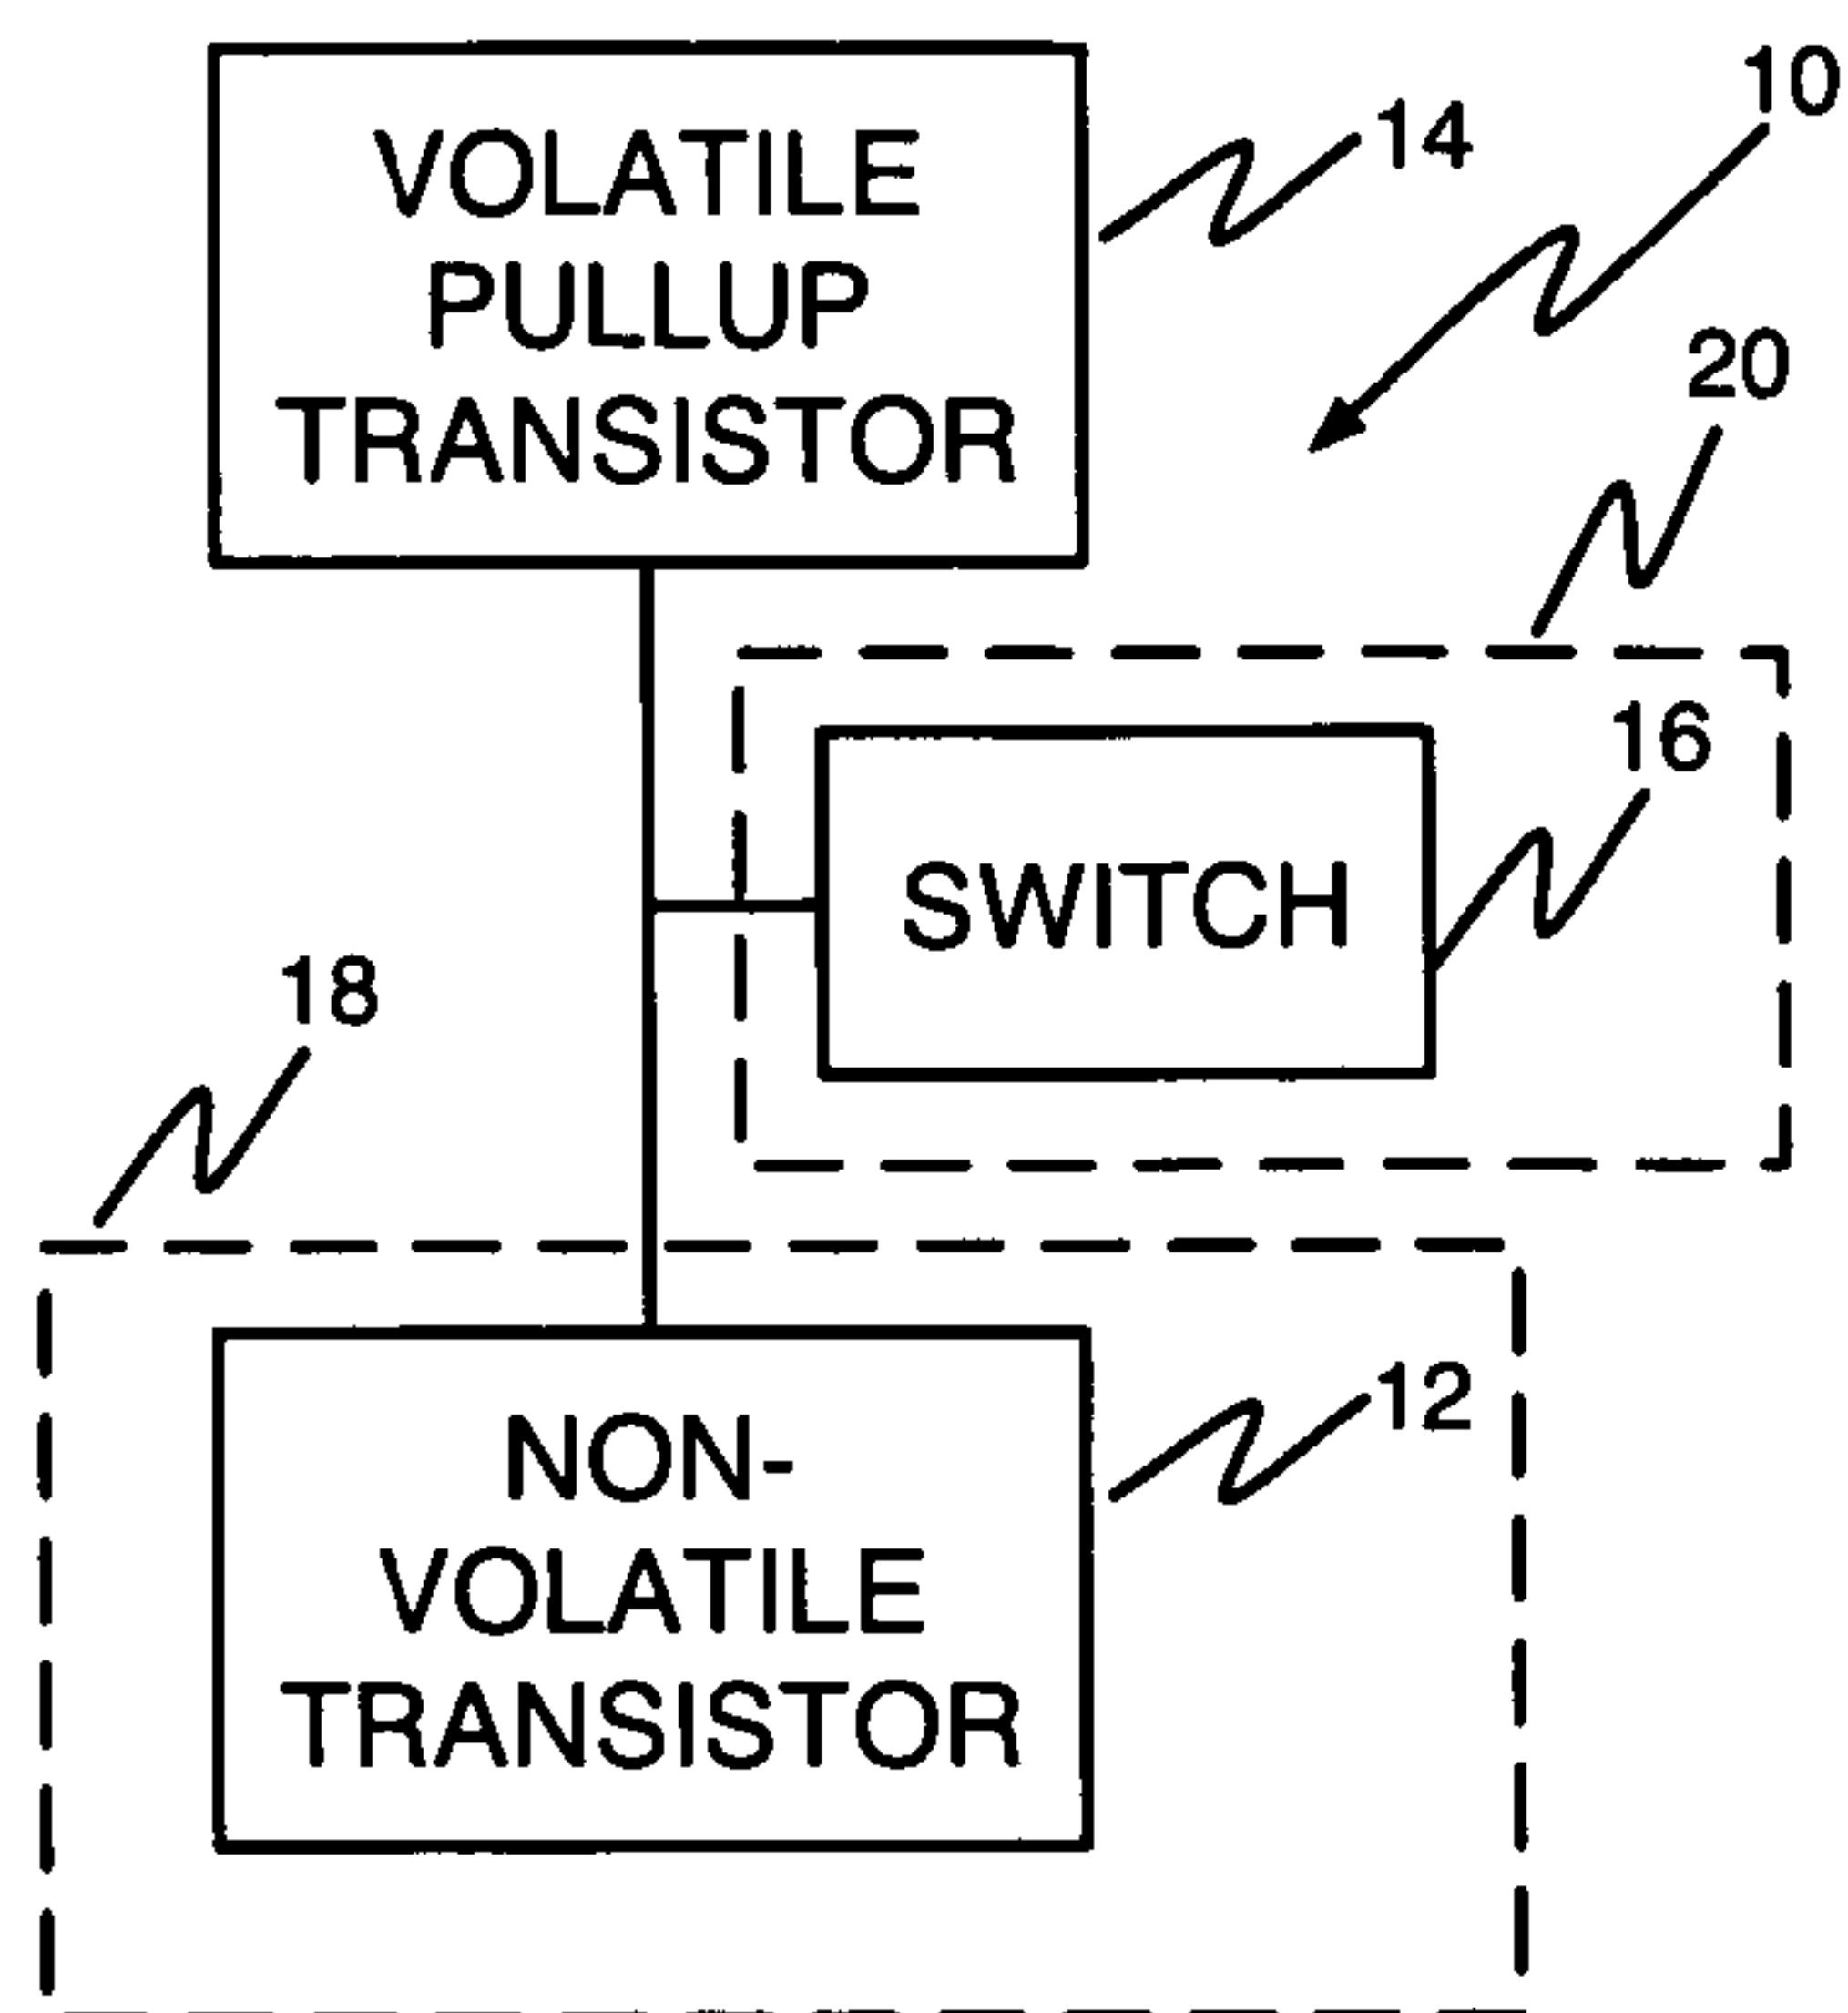 10
VOLATILE
PULLUP
TRANSISTOR
14
20
16
SWITCH
18
12
NON-
VOLATILE
TRANSISTOR